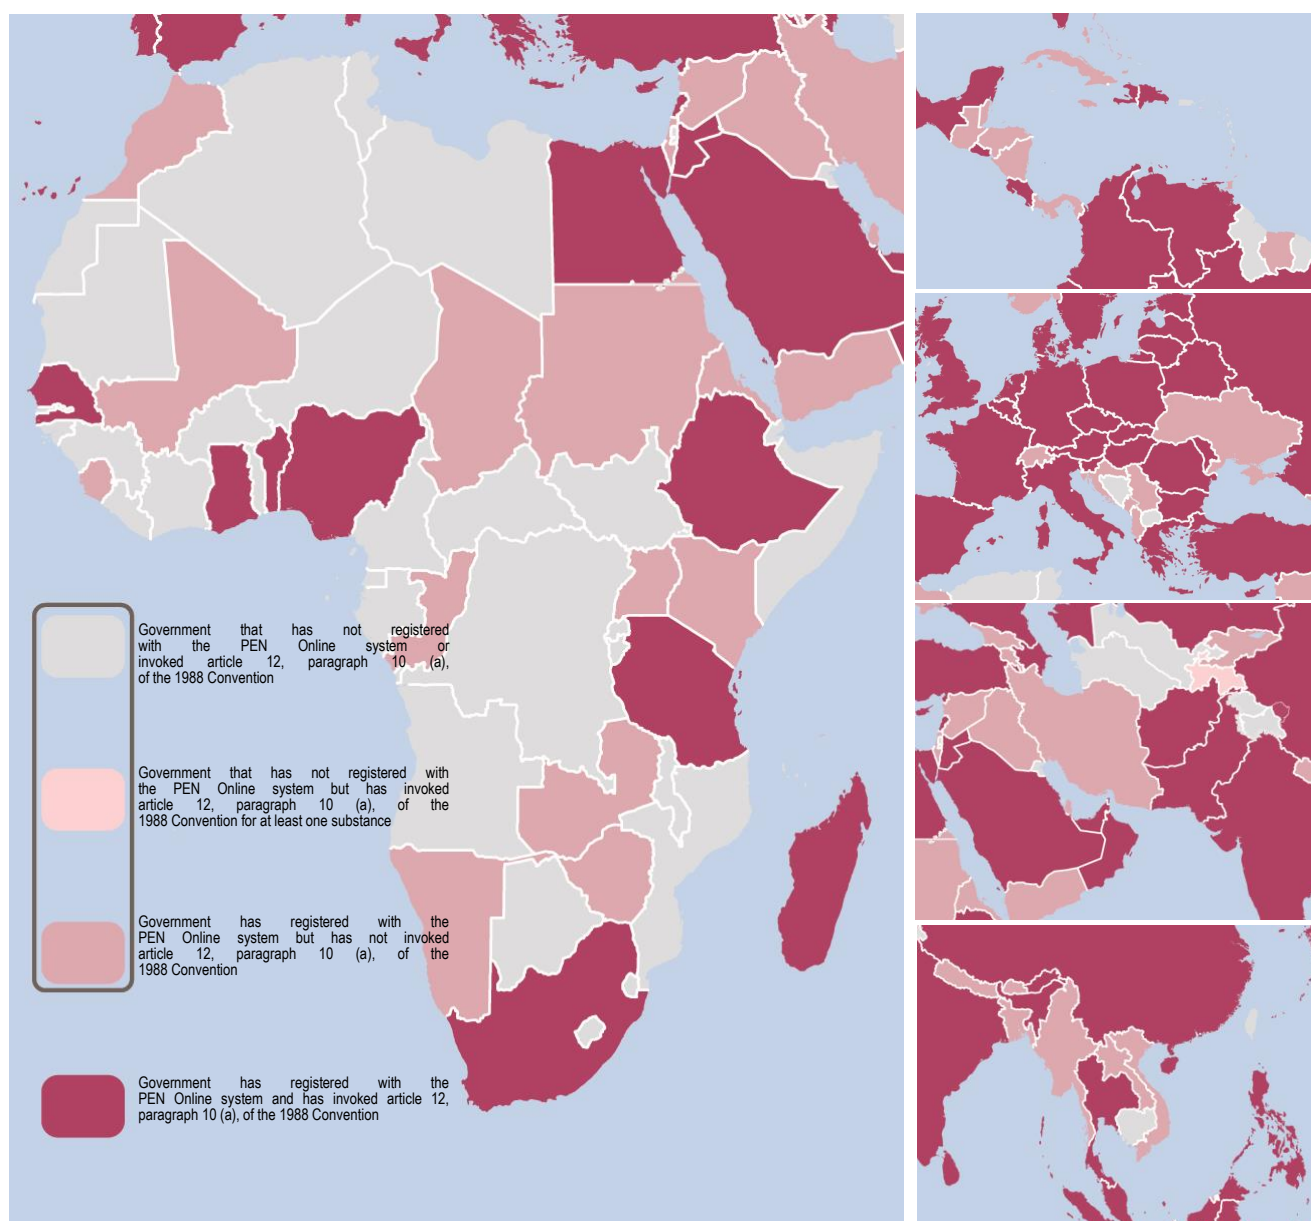 Government that has not registered
with the PEN Online system or
invoked article 12, paragraph 10 (a),
of the 1988 Convention
Government that has not registered with
the PEN Online system but has invoked
article 12, paragraph 10 (a), of the
1988 Convention for at least one substance
Government has registered with the
PEN Online system but has not invoked
article 12, paragraph 10 (a), of the
1988 Convention
Government has registered with the
PEN Online system and has invoked article 12,
paragraph 10 (a), of the 1988 Convention